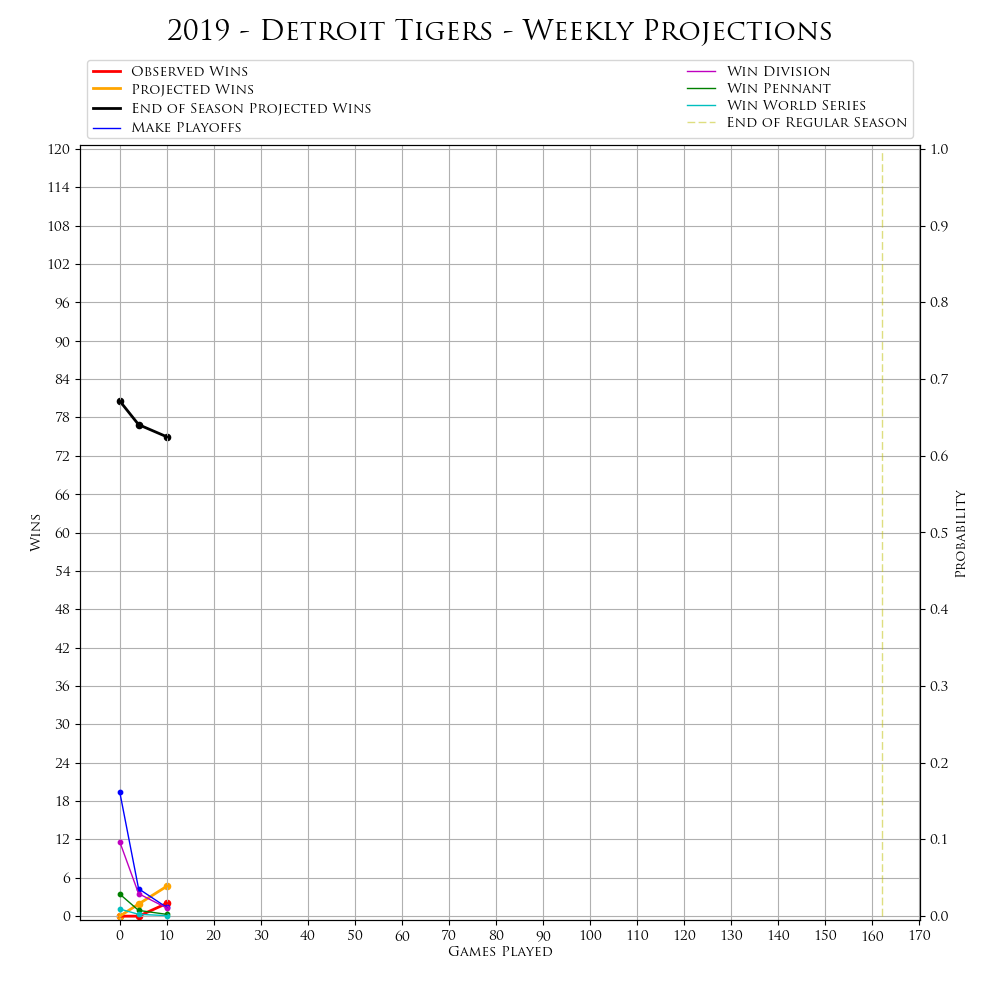 2019 - Detroit Tigers - Weekly Projections
Observed Wins
Projected Wins
End of Season Projected Wins
Make Playoffs
Win Division
Win Pennant
Win World Series
End of Regular Season
120
114
108
102
96
90
84
78
72
66
60
54
48
42
36
30
24
18
12
6
0
Wins
1.0
0.9
0.8
0.7
0.6
0.5
0.4
0.3
0.2
0.1
0.0
Probability
0 10 20 30 40 50 60 70 80 90 100 110 120 130 140 150 160 170
Games Played